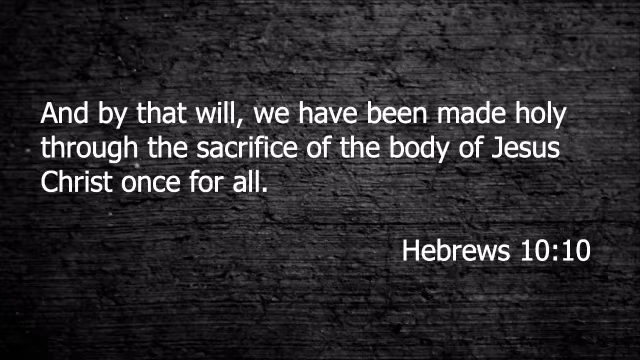 And by that will, we have been made holy
through the sacrifice of the body of Jesus
Christ once for all.
Hebrews 10:10